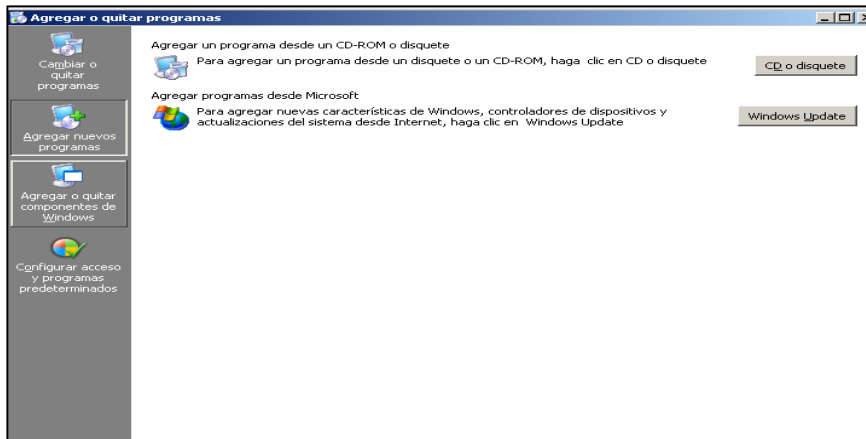 Agregar o quitar programas
Cambiar o
quitar
programas
Agregar nuevos
programas
Agregar o quitar
componentes de
Windows
Configurar acceso
y programas
predeterminados
Agregar un programa desde un CD-ROM o disquete
Para agregar un programa desde un disquete o un CD-ROM, haga clic en CD o disquete
CD o disquete
Agregar programas desde Microsoft
Para agregar nuevas características de Windows, controladores de dispositivos y
actualizaciones del sistema desde Internet, haga clic en Windows Update
Windows Update